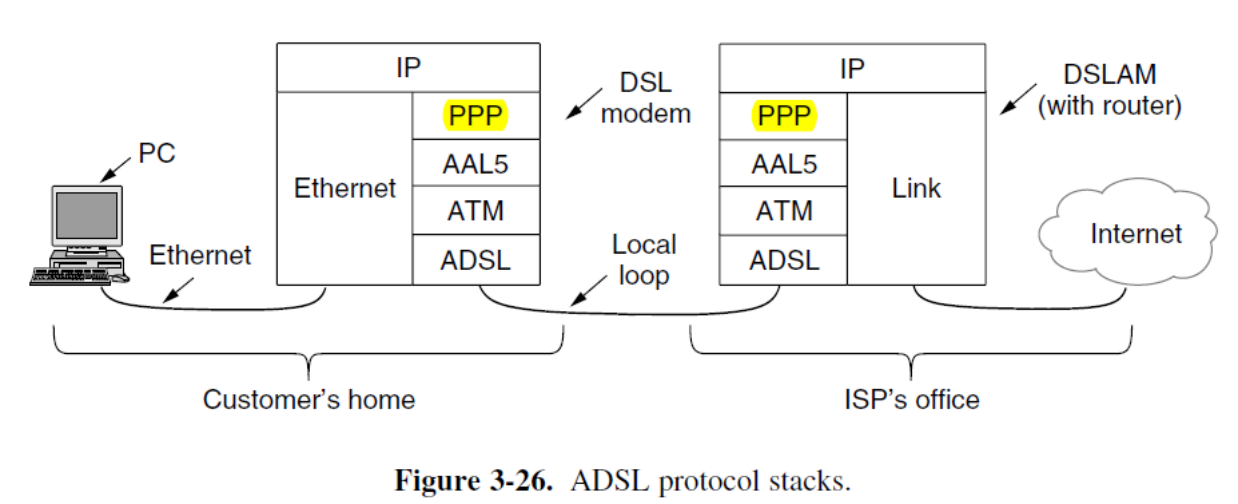 IP
PPP
AAL5
ATM
ADSL
Ethernet
DSL
modem
PC
Ethernet
Local
loop
IP
PPP
AAL5
ATM
ADSL
Link
DSLAM
(with router)
Internet
Customer’s home
ISP’s office
Figure 3-26. ADSL protocol stacks.